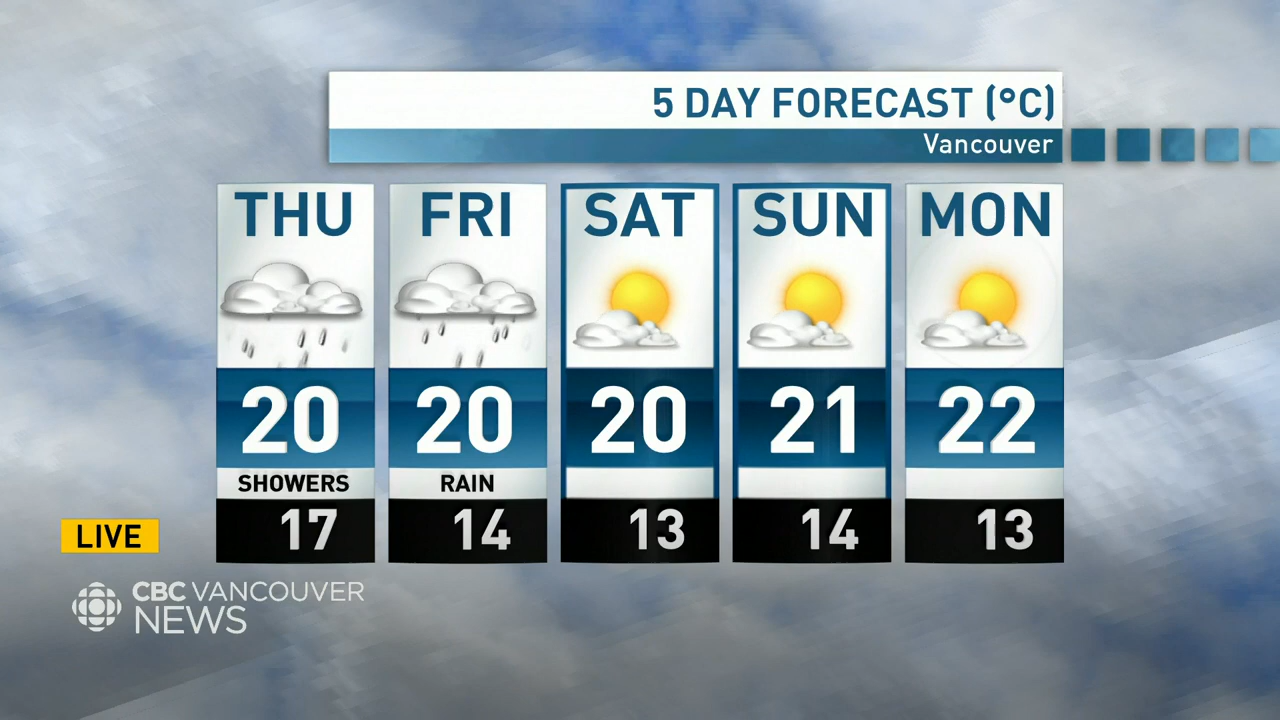 5 DAY FORECAST (°C)
Vancouver
THU FRI SAT SUN MON
20 20 20 21 22
SHOWERS RAIN
17 14 13 14 13
LIVE
CBC VANCOUVER
NEWS